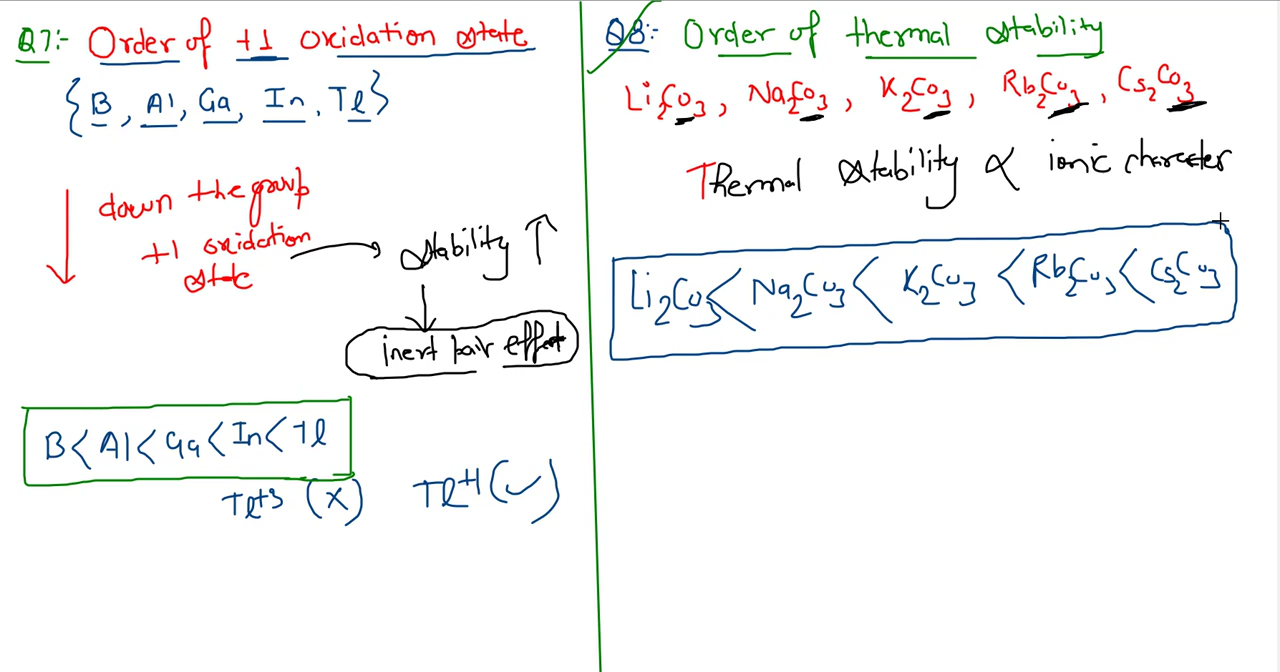 Q7:- Order of +1 oxidation state
{B, Al, Ga, In, Tl}
down the group
+1 oxidation
state
stability ↑
inert pair effect
B < Al < Ga < In < Tl
Tl+3 (x) Tl+1 (✓)
Q8:- Order of thermal stability
Li2CO3, Na2CO3, K2CO3, Rb2CO3, Cs2CO3
Thermal stability ∝ ionic character
Li2CO3 < Na2CO3 < K2CO3 < Rb2CO3 < Cs2CO3